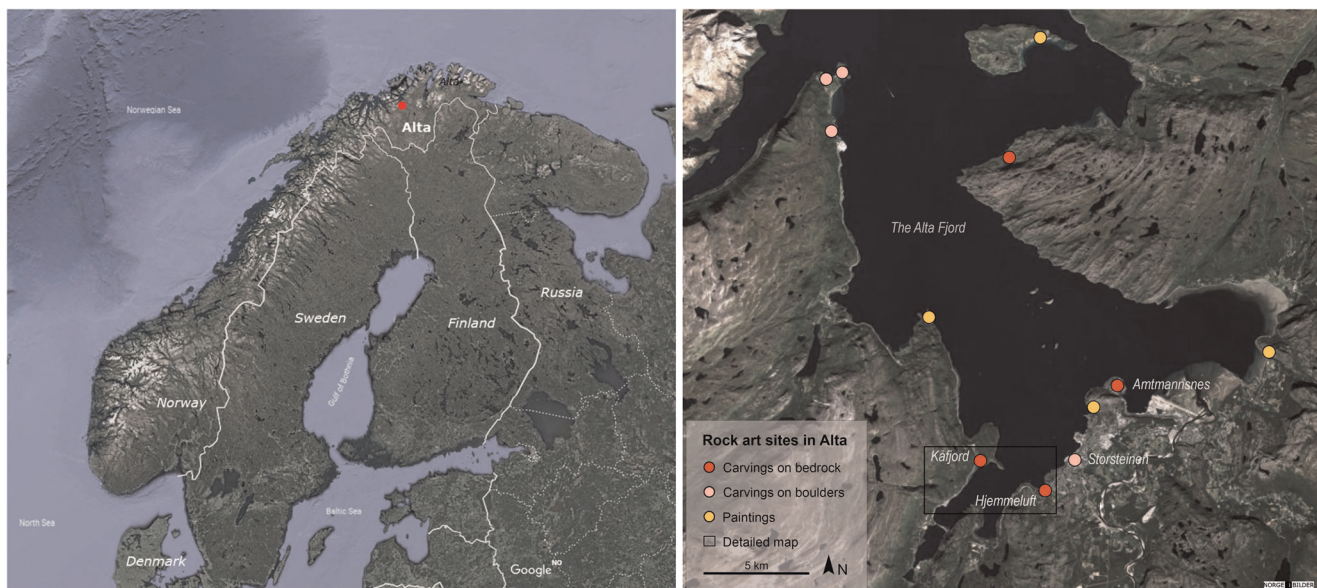 Norwegian Sea
Alta
Alta
Sweden
Finland
Russia
Norway
Gulf of Bothnia
North Sea
Baltic Sea
Denmark
Google NO
The Alta Fjord
Amtmannsnes
Storsteinen
Kåfjord
Hjemmeluft
Rock art sites in Alta
Carvings on bedrock
Carvings on boulders
Paintings
Detailed map
5 km
N
NORGE I BILDER